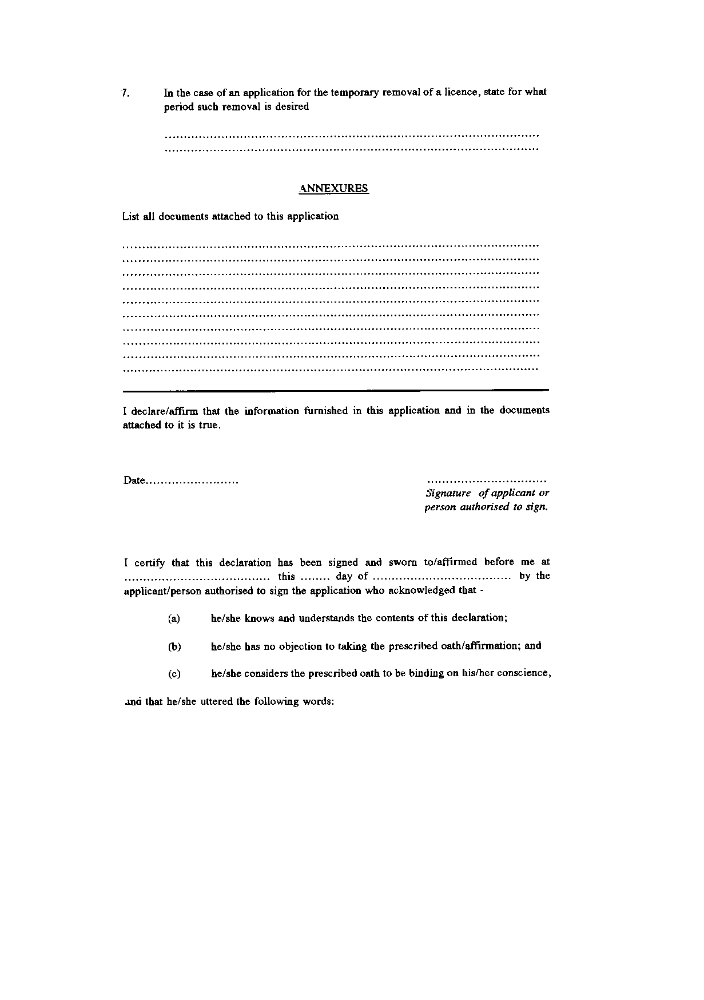 7. In the case of an application for the temporary removal of a licence, state for what
period such removal is desired
....................................................................................................
....................................................................................................
ANNEXURES
List all documents attached to this application
................................................................................................................
................................................................................................................
................................................................................................................
................................................................................................................
................................................................................................................
................................................................................................................
................................................................................................................
................................................................................................................
................................................................................................................
................................................................................................................
I declare/affirm that the information furnished in this application and in the documents
attached to it is true.
Date......................... ................................
Signature of applicant or
person authorised to sign.
I certify that this declaration has been signed and sworn to/affirmed before me at
....................................... this ........ day of ..................................... by the
applicant/person authorised to sign the application who acknowledged that -
(a) he/she knows and understands the contents of this declaration;
(b) he/she has no objection to taking the prescribed oath/affirmation; and
(c) he/she considers the prescribed oath to be binding on his/her conscience,
and that he/she uttered the following words: